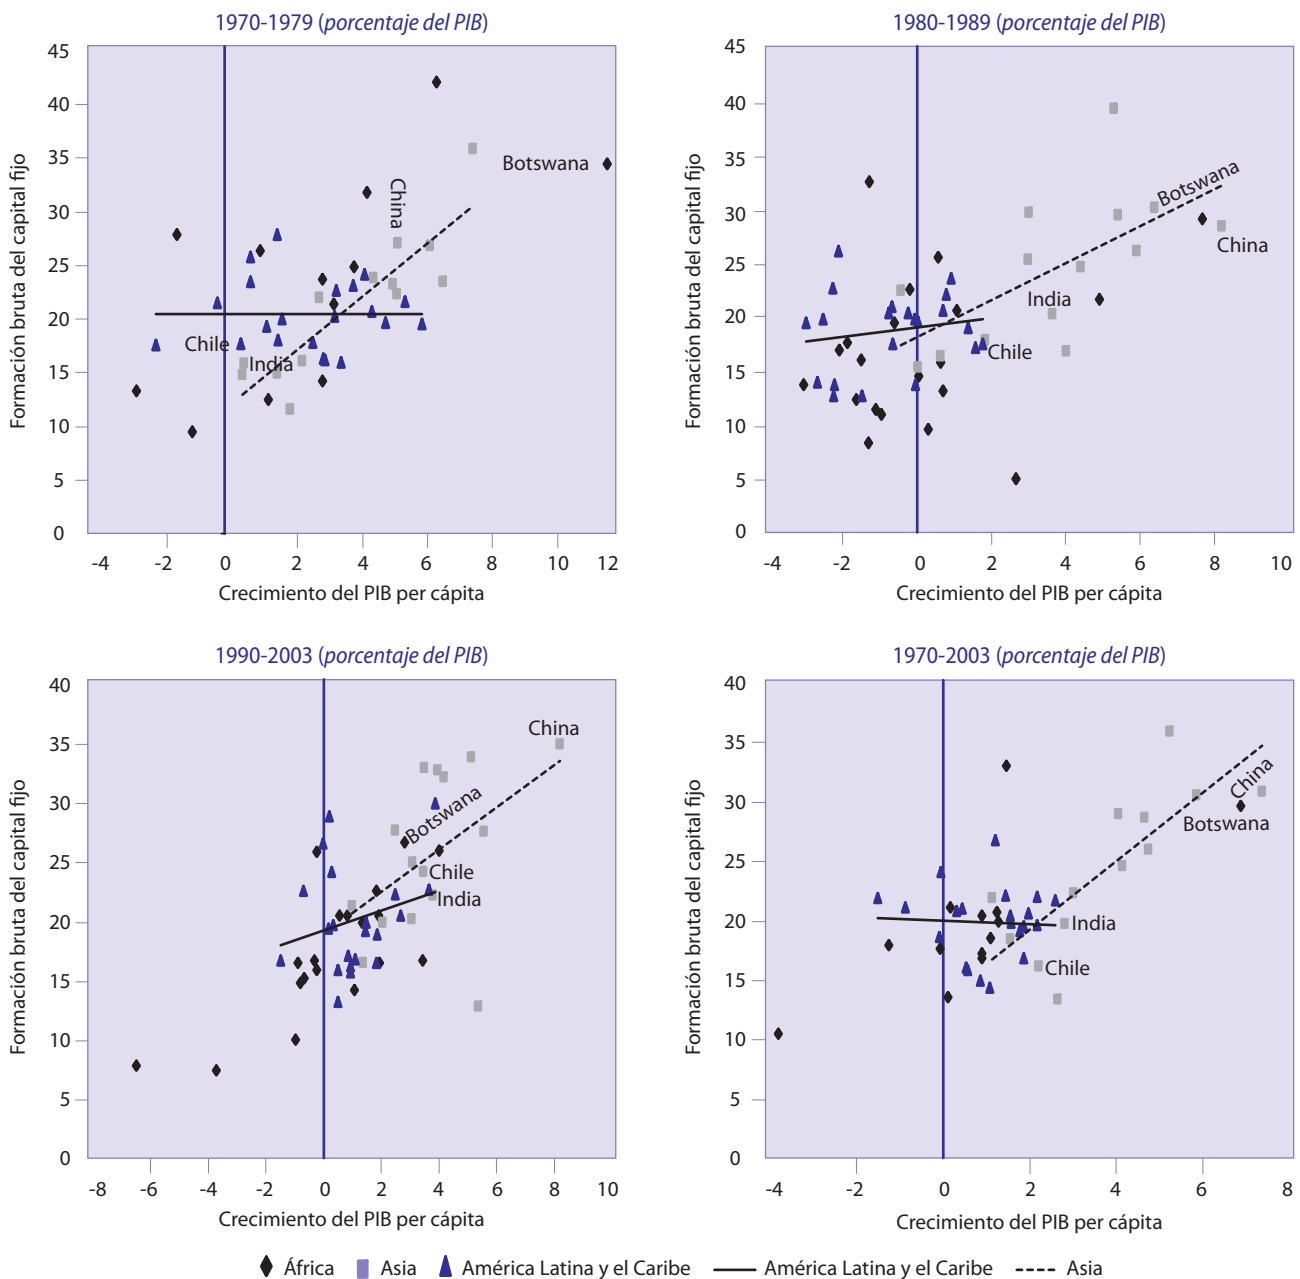 1970-1979 (porcentaje del PIB)
45
40
35
30
25
20
15
10
5
0
Formación bruta del capital fijo
Botswana
China
Chile
India
-4 -2 0 2 4 6 8 10 12
Crecimiento del PIB per cápita
1980-1989 (porcentaje del PIB)
45
40
35
30
25
20
15
10
5
0
Formación bruta del capital fijo
Botswana
China
India
Chile
-4 -2 0 2 4 6 8 10
Crecimiento del PIB per cápita
1990-2003 (porcentaje del PIB)
40
35
30
25
20
15
10
5
0
Formación bruta del capital fijo
China
Botswana
Chile
India
-8 -6 -4 -2 0 2 4 6 8 10
Crecimiento del PIB per cápita
1970-2003 (porcentaje del PIB)
40
35
30
25
20
15
10
5
0
Formación bruta del capital fijo
China
Botswana
India
Chile
-4 -2 0 2 4 6 8
Crecimiento del PIB per cápita
África Asia América Latina y el Caribe América Latina y el Caribe Asia